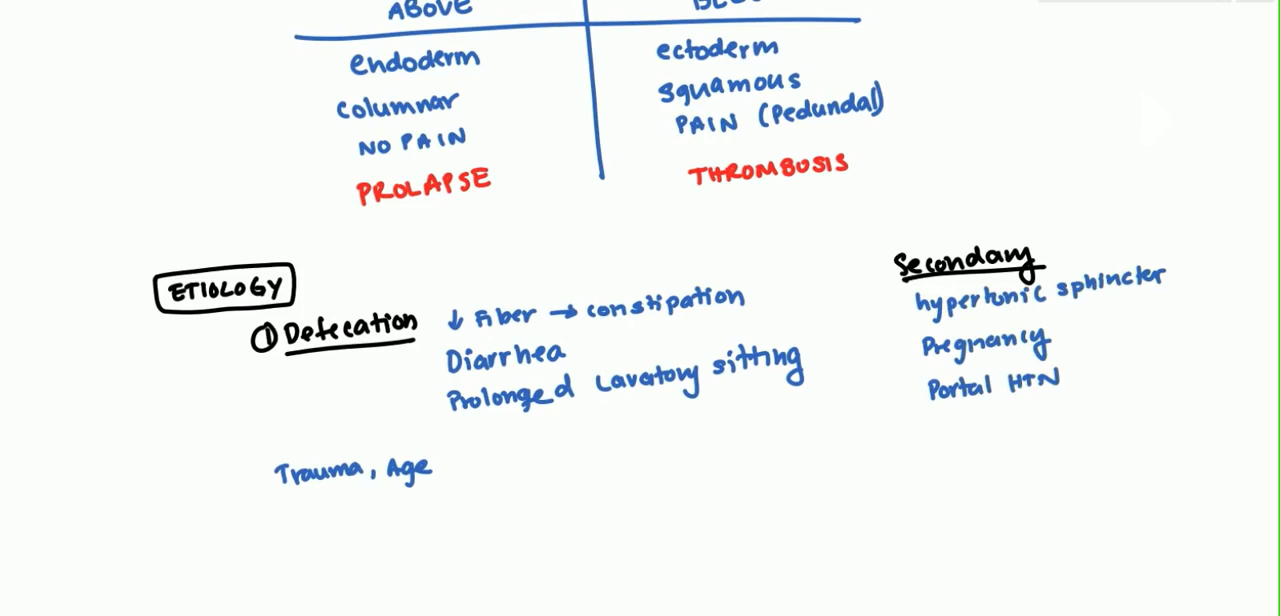 ABOVE
endoderm ectoderm
columnar squamous
NO PAIN PAIN (Pedundal)
PROLAPSE THROMBOSIS
Secondary
ETIOLOGY
① Defecation ↓ Fiber → constipation hypertonic sphincter
Diarrhea Pregnancy
Prolonged Lavatory sitting Portal HTN
Trauma, Age